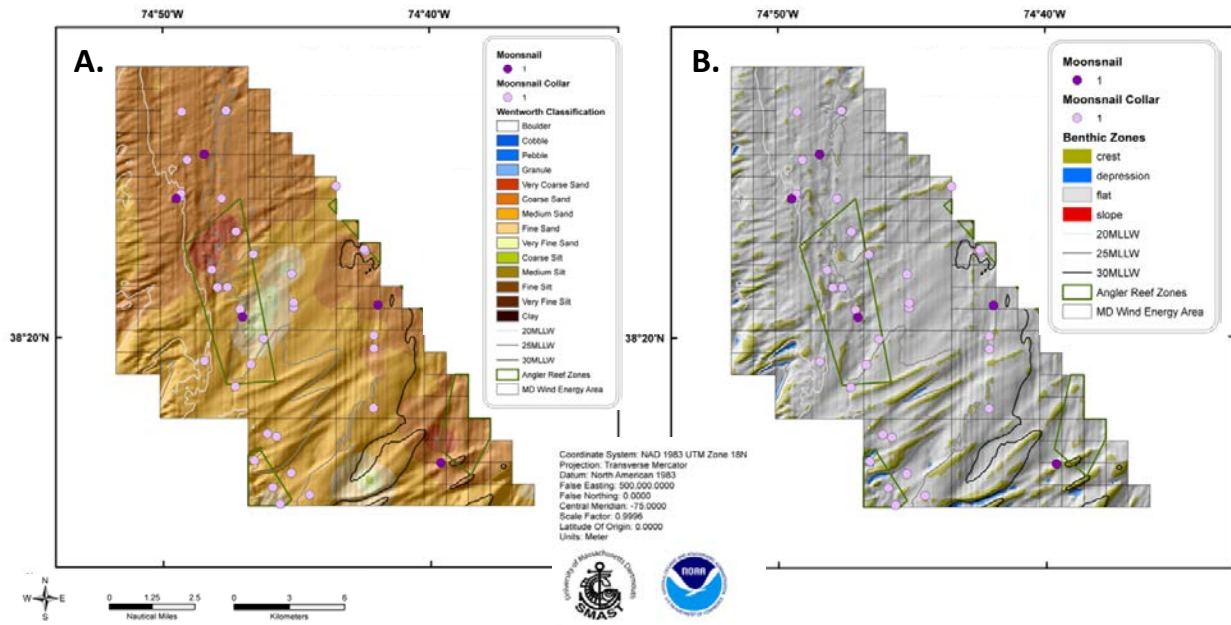 74°50'W
74°40'W
A.
Moonsnail
1
Moonsnail Collar
1
Wentworth Classification
Boulder
Cobble
Pebble
Granule
Very Coarse Sand
Coarse Sand
Medium Sand
Fine Sand
Very Fine Sand
Coarse Silt
Medium Silt
Fine Silt
Very Fine Silt
Clay
20MLLW
25MLLW
30MLLW
Angler Reef Zones
MD Wind Energy Area
38°20'N
74°50'W
74°40'W
B.
Moonsnail
1
Moonsnail Collar
1
Benthic Zones
crest
depression
flat
slope
20MLLW
25MLLW
30MLLW
Angler Reef Zones
MD Wind Energy Area
38°20'N
Coordinate System: NAD 1983 UTM Zone 18N
Projection: Transverse Mercator
Datum: North American 1983
False Easting: 500,000.0000
False Northing: 0.0000
Central Meridian: -75.0000
Scale Factor: 0.9996
Latitude Of Origin: 0.0000
Units: Meter
N
W E
S
0 1.25 2.5
Nautical Miles
0 3 6
Kilometers
University of Massachusetts Dartmouth
SMAST
NOAA